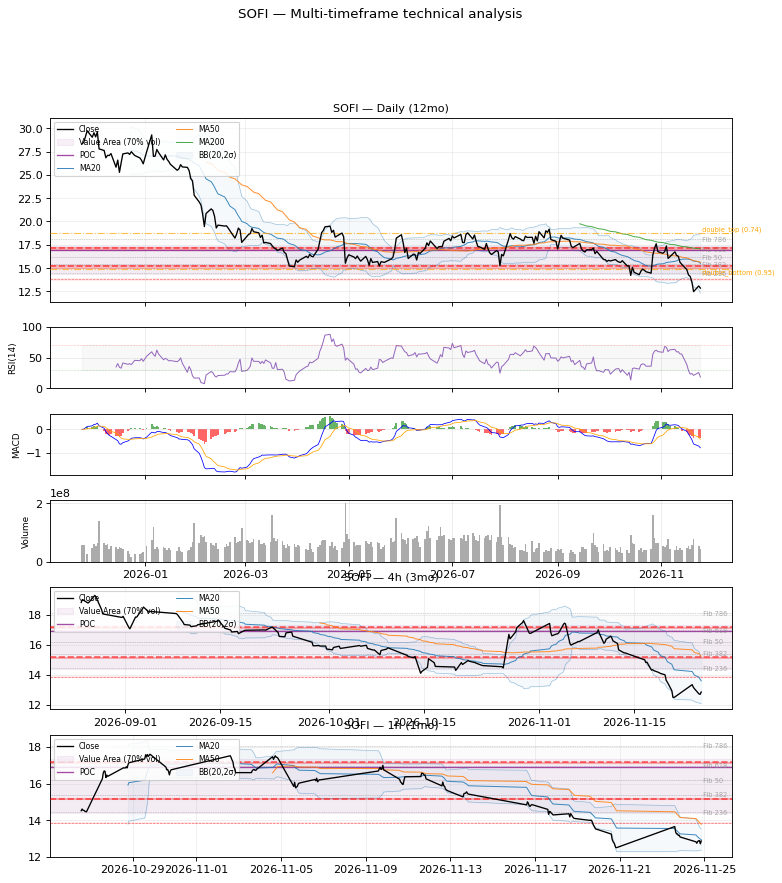 SOFI — Multi-timeframe technical analysis
SOFI — Daily (12mo)
Close
Value Area (70% vol)
POC
MA20
MA50
MA200
BB(20,2σ)
30.0
27.5
25.0
22.5
20.0
17.5
15.0
12.5
double_top (0.74)
Fib 786
Fib 50
Fib 236
double_bottom (0.95)
RSI(14)
100
50
0
MACD
0
−1
1e8
Volume
2
0
2026-01
2026-03
2026-05
2026-07
2026-09
2026-11
SOFI — 4h (3mo)
Close
Value Area (70% vol)
POC
MA20
MA50
BB(20,2σ)
18
16
14
12
Fib 786
Fib 50
Fib 382
Fib 236
2026-09-01
2026-09-15
2026-10-01
2026-10-15
2026-11-01
2026-11-15
SOFI — 1h (1mo)
Close
Value Area (70% vol)
POC
MA20
MA50
BB(20,2σ)
18
16
14
12
Fib 786
Fib 50
Fib 382
Fib 236
2026-10-29
2026-11-01
2026-11-05
2026-11-09
2026-11-13
2026-11-17
2026-11-21
2026-11-25